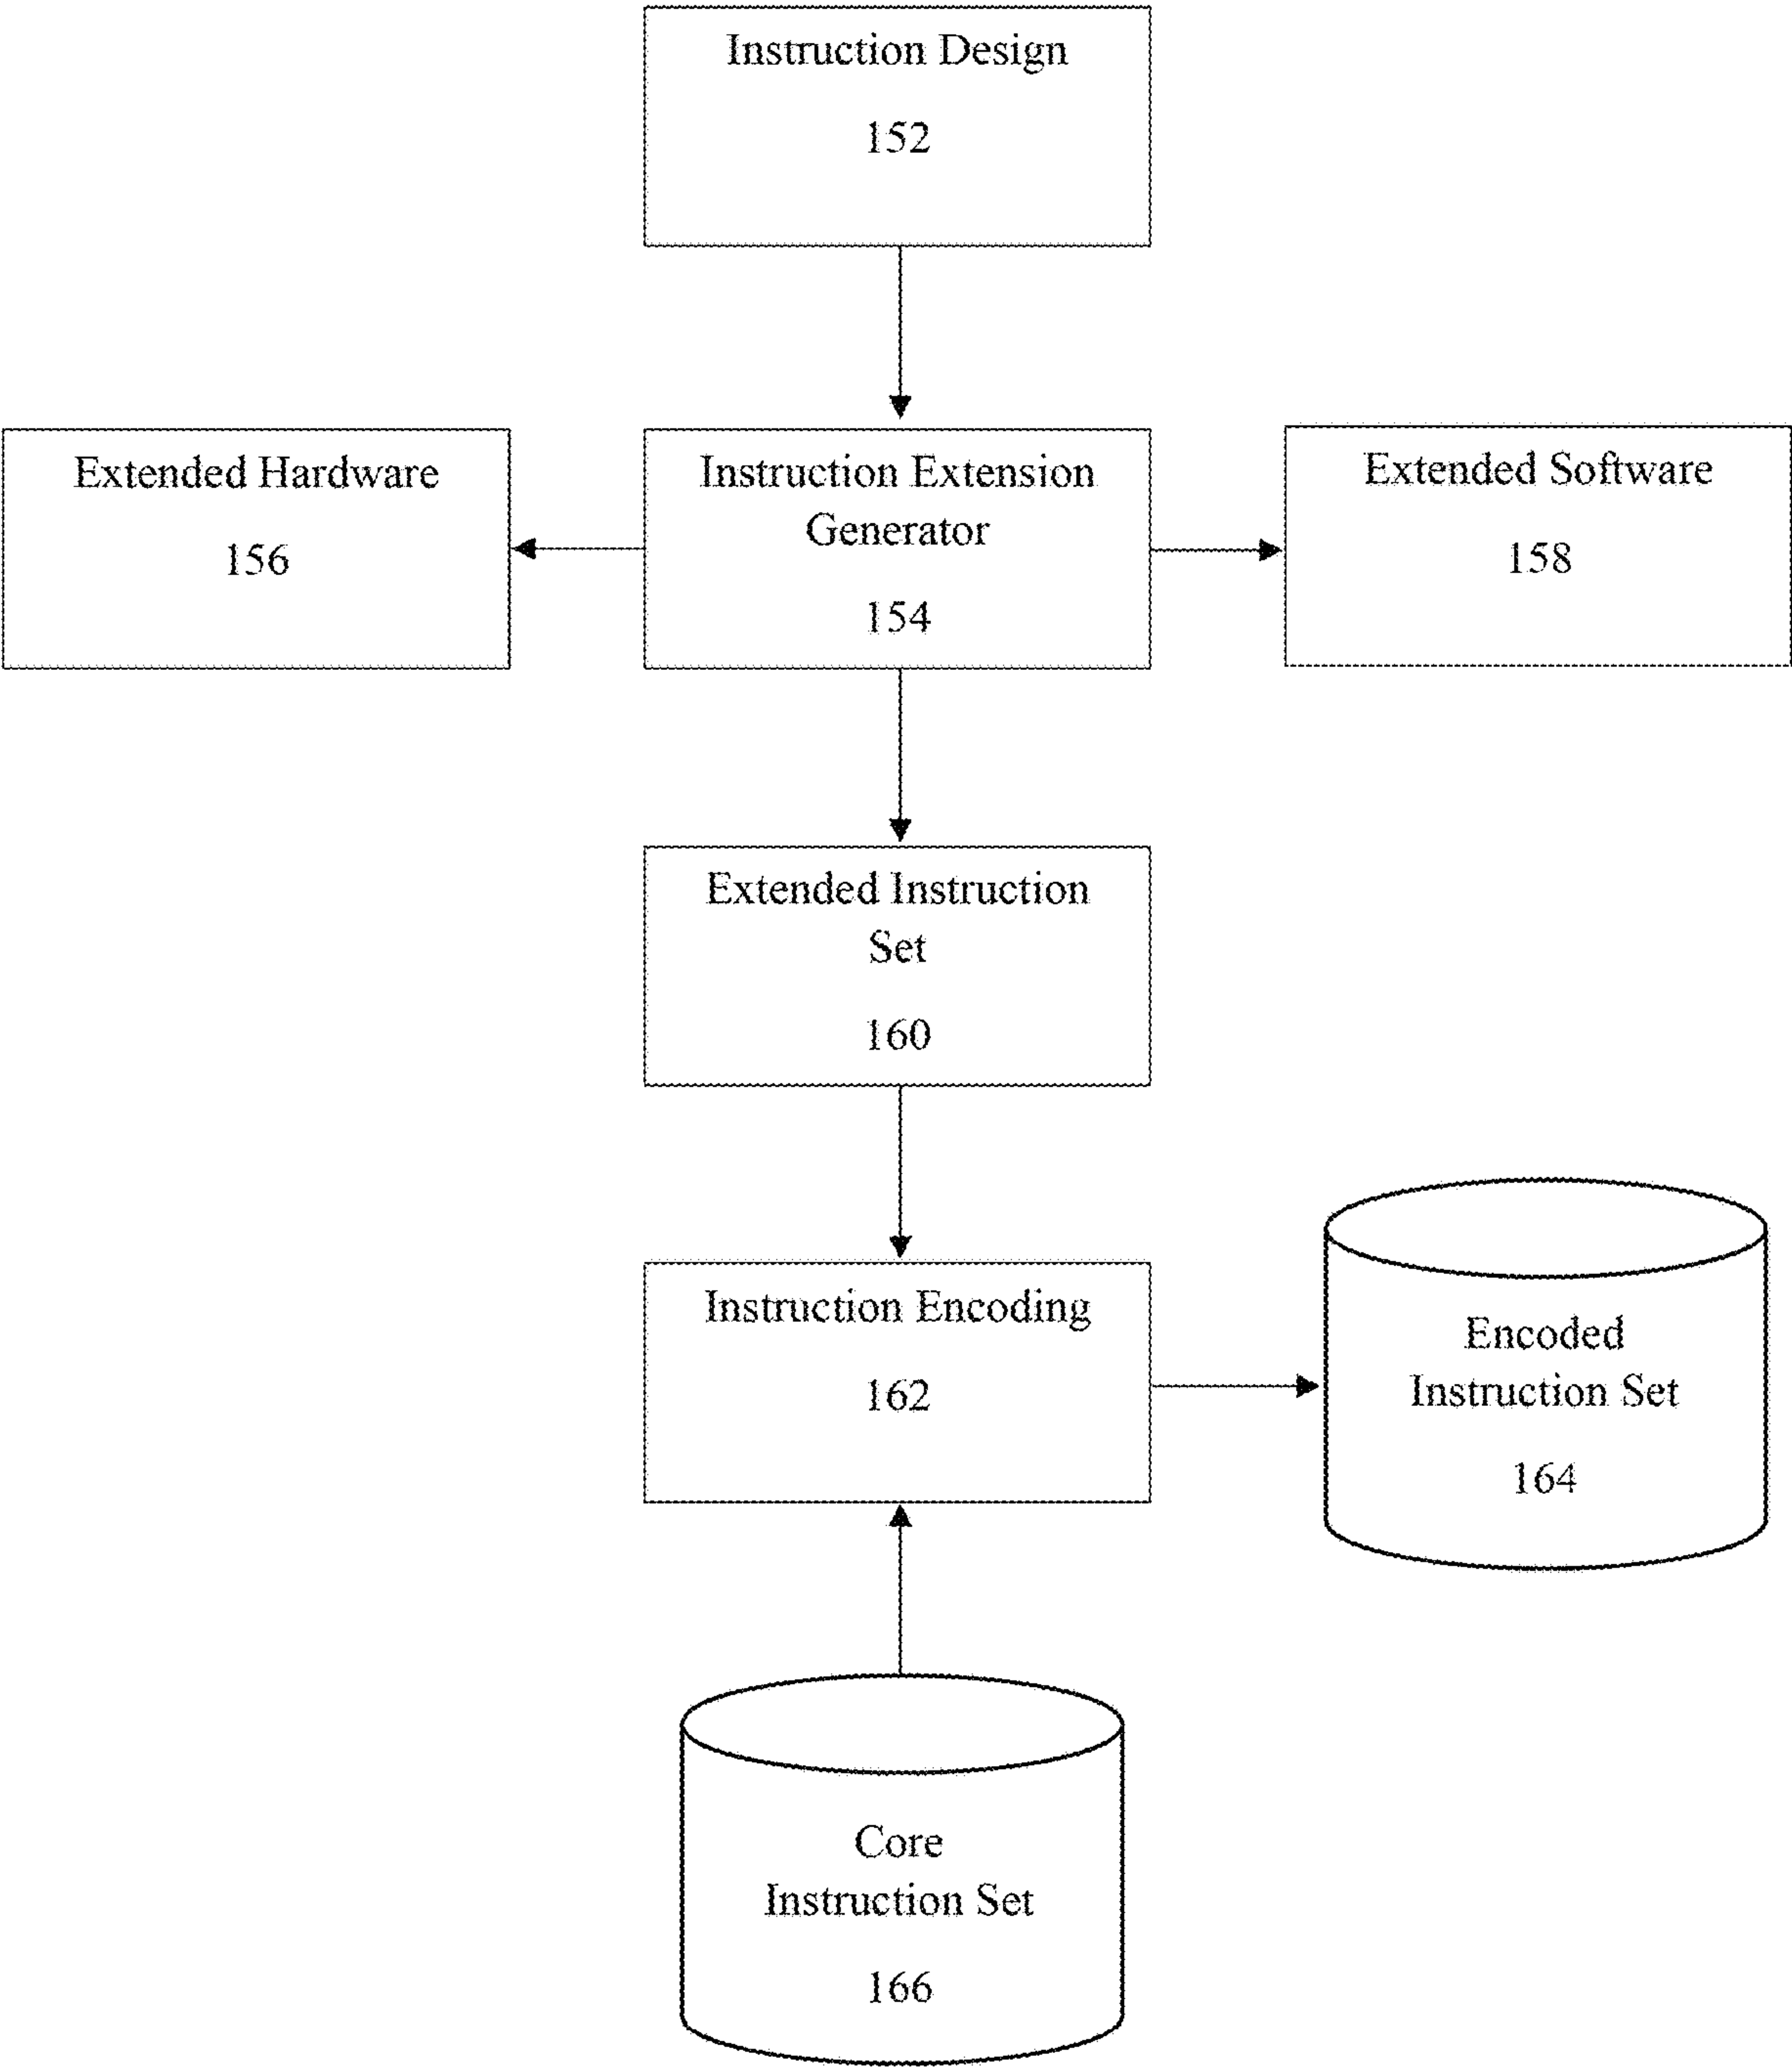 Instruction Design
152
Extended Hardware
156
Instruction Extension
Generator
154
Extended Software
158
Extended Instruction
Set
160
Instruction Encoding
162
Encoded
Instruction Set
164
Core
Instruction Set
166